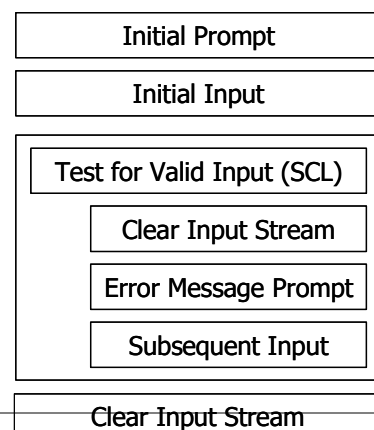 Initial Prompt
Initial Input
Test for Valid Input (SCL)
Clear Input Stream
Error Message Prompt
Subsequent Input
Clear Input Stream